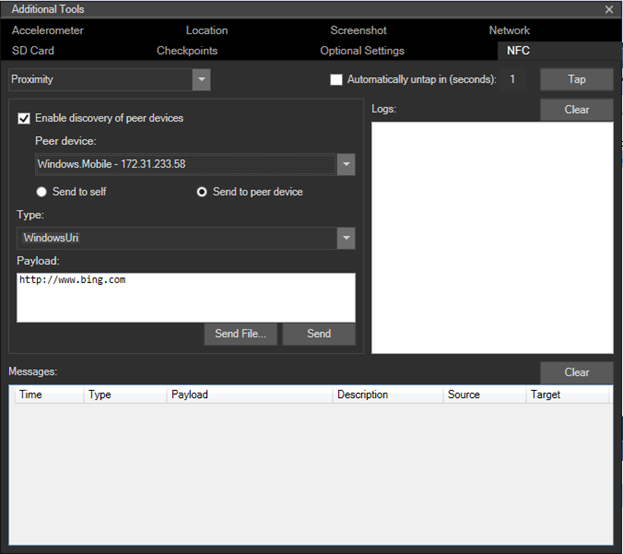 Additional Tools
Accelerometer Location Screenshot Network
SD Card Checkpoints Optional Settings NFC
Proximity Automatically untap in (seconds): 1 Tap
Logs: Clear
Enable discovery of peer devices
Peer device:
Windows.Mobile - 172.31.233.58
Send to self Send to peer device
Type:
WindowsUri
Payload:
http://www.bing.com
Send File... Send
Messages: Clear
Time Type Payload Description Source Target